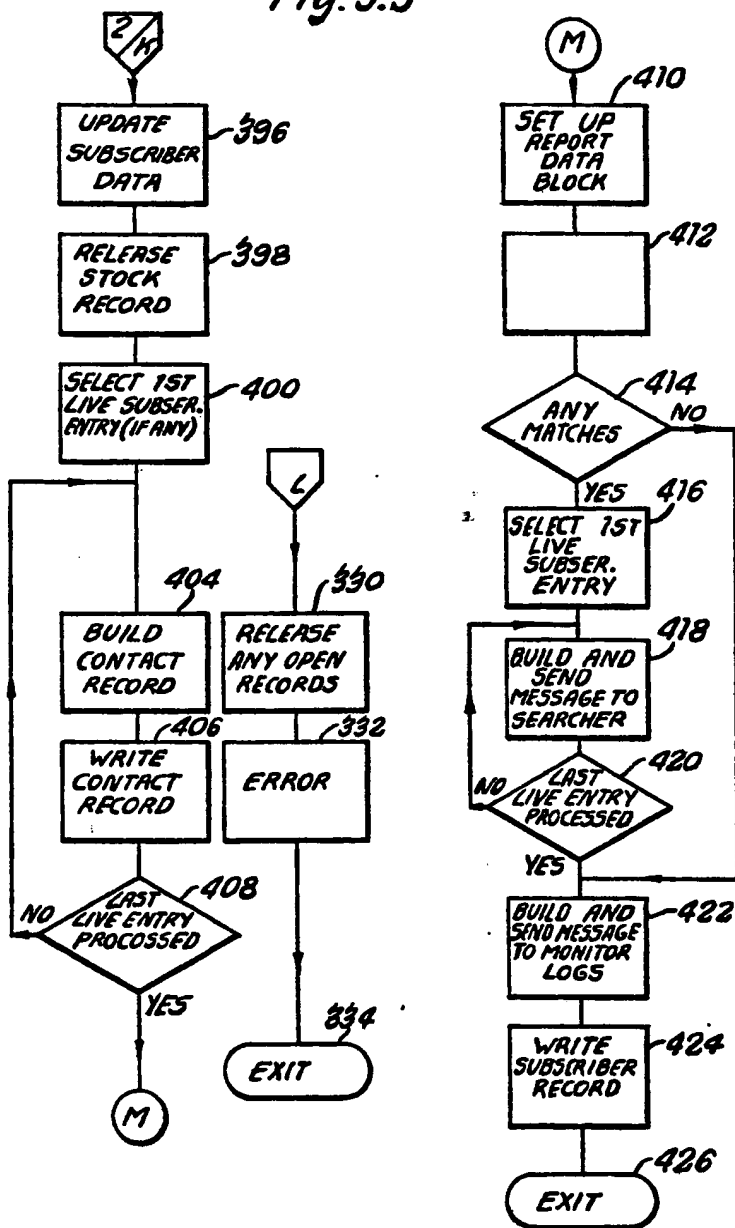 Fig. 5.5
2/K
UPDATE
SUBSCRIBER
DATA
396
RELEASE
STOCK
RECORD
398
SELECT 1ST
LIVE SUBSER.
ENTRY (IF ANY)
400
404
BUILD
CONTACT
RECORD
406
WRITE
CONTACT
RECORD
408
LAST
LIVE ENTRY
PROCOSSED
NO
YES
M
L
330
RELEASE
ANY OPEN
RECORDS
332
ERROR
334
EXIT
M
410
SET UP
REPORT
DATA
BLOCK
412
414
ANY
MATCHES
NO
YES
416
SELECT 1ST
LIVE
SUBSER.
ENTRY
418
BUILD AND
SEND
MESSAGE TO
SEARCHER
420
LAST
LIVE ENTRY
PROCESSED
NO
YES
BUILD AND
SEND MESSAGE
TO MONITOR
LOGS
422
WRITE
SUBSCRIBER
RECORD
424
426
EXIT